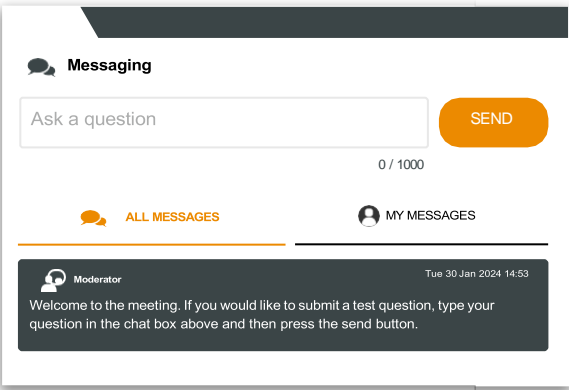 Messaging
Ask a question
SEND
0 / 1000
ALL MESSAGES
MY MESSAGES
Moderator
Tue 30 Jan 2024 14:53
Welcome to the meeting. If you would like to submit a test question, type your
question in the chat box above and then press the send button.